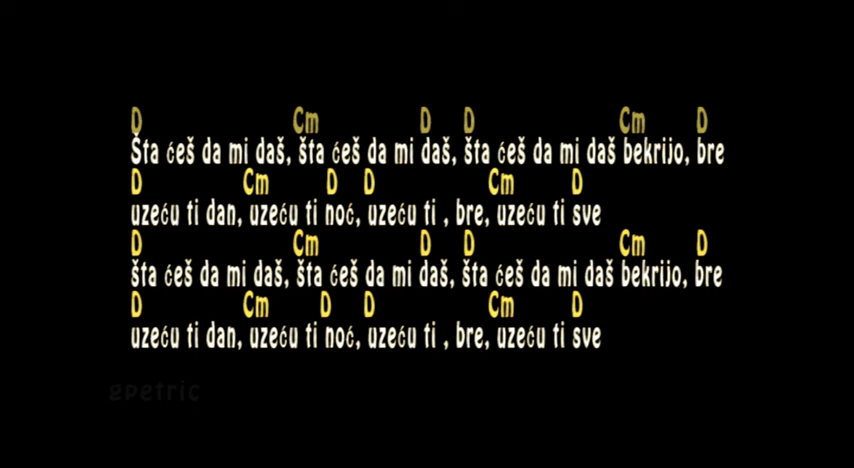 D Cm D D Cm D
Šta ćeš da mi daš, šta ćeš da mi daš, šta ćeš da mi daš bekrijo, bre
D Cm D D Cm D
uzeću ti dan, uzeću ti noć, uzeću ti , bre, uzeću ti sve
D Cm D D Cm D
šta ćeš da mi daš, šta ćeš da mi daš, šta ćeš da mi daš bekrijo, bre
D Cm D D Cm D
uzeću ti dan, uzeću ti noć, uzeću ti , bre, uzeću ti sve
gpetric